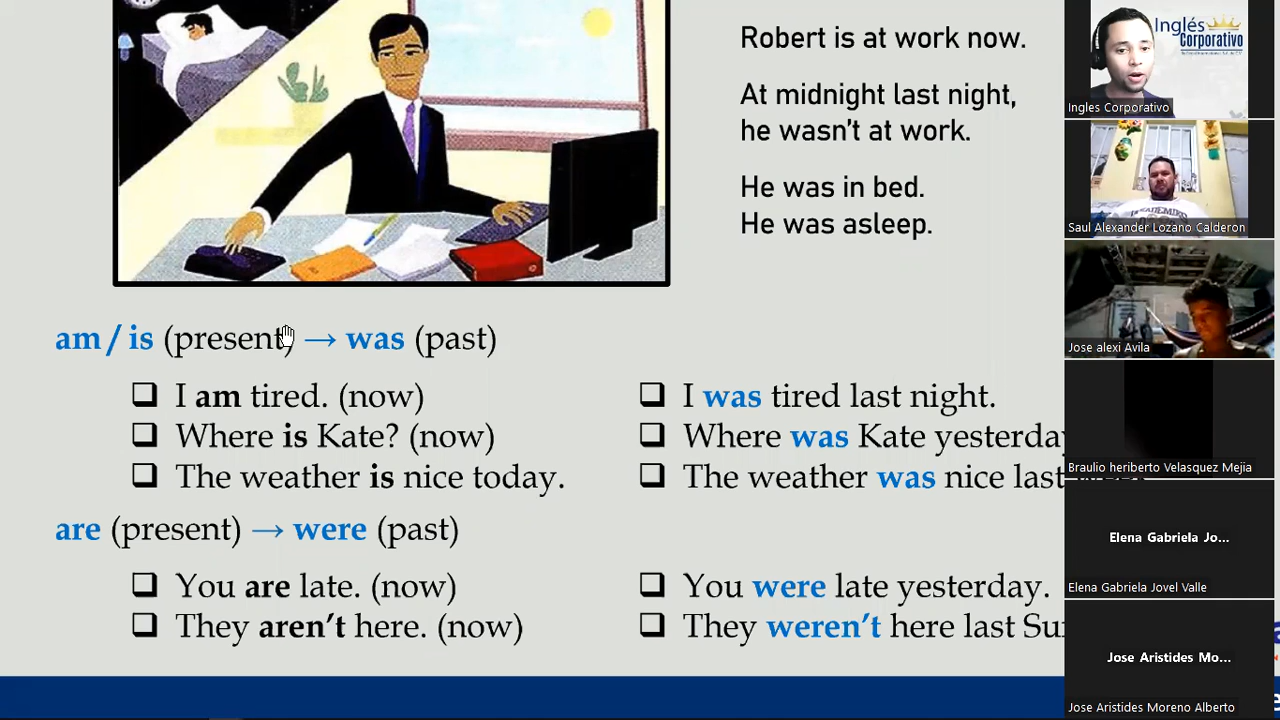 Robert is at work now.
At midnight last night,
he wasn't at work.
He was in bed.
He was asleep.
am / is (present) → was (past)
❑ I am tired. (now)
❑ I was tired last night.
❑ Where is Kate? (now)
❑ Where was Kate yesterday
❑ The weather is nice today.
❑ The weather was nice last
are (present) → were (past)
❑ You are late. (now)
❑ You were late yesterday.
❑ They aren't here. (now)
❑ They weren't here last
Inglés
Corporativo
Ingles Corporativo
Saul Alexander Lozano Calderon
Jose alexi Avila
Braulio heriberto Velasquez Mejia
Elena Gabriela Jo...
Elena Gabriela Jovel Valle
Jose Aristides Mo...
Jose Aristides Moreno Alberto